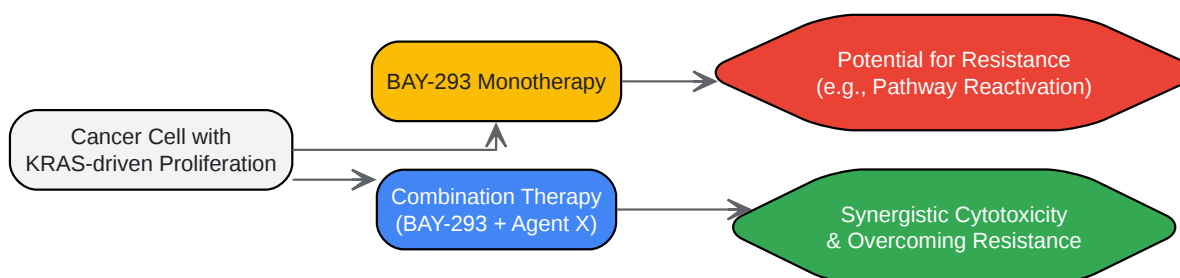 Cancer Cell with
KRAS-driven Proliferation
BAY-293 Monotherapy
Potential for Resistance
(e.g., Pathway Reactivation)
Combination Therapy
(BAY-293 + Agent X)
Synergistic Cytotoxicity
& Overcoming Resistance